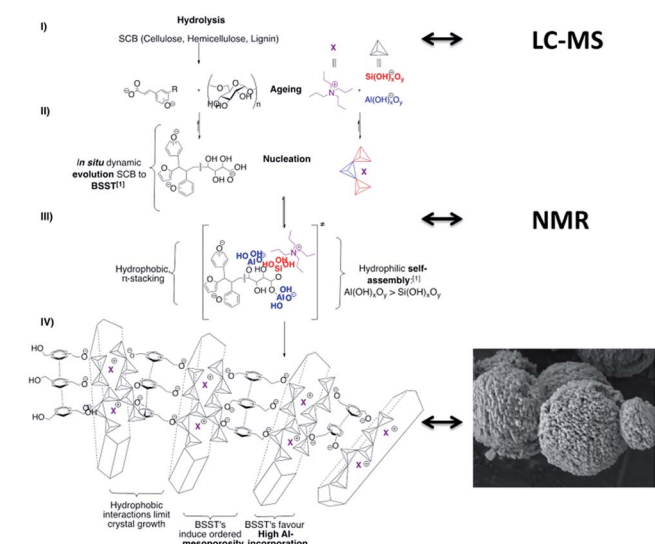 I)
Hydrolysis
SCB (Cellulose, Hemicellulose, Lignin)
LC-MS
X
Si(OH)xOy
Al(OH)xOy
Ageing
II)
In situ dynamic
evolution SCB to
BSST[1]
Nucleation
X
III)
NMR
Hydrophobic,
π-stacking
Hydrophilic self-
assembly:[1]
Al(OH)xOy > Si(OH)xOy
IV)
HO
HO
HO
X
X
X
X
X
X
X
X
Hydrophobic
interactions limit
crystal growth
BSST's
induce ordered
mesoporosity
BSST's favour
High Al-
incorporation